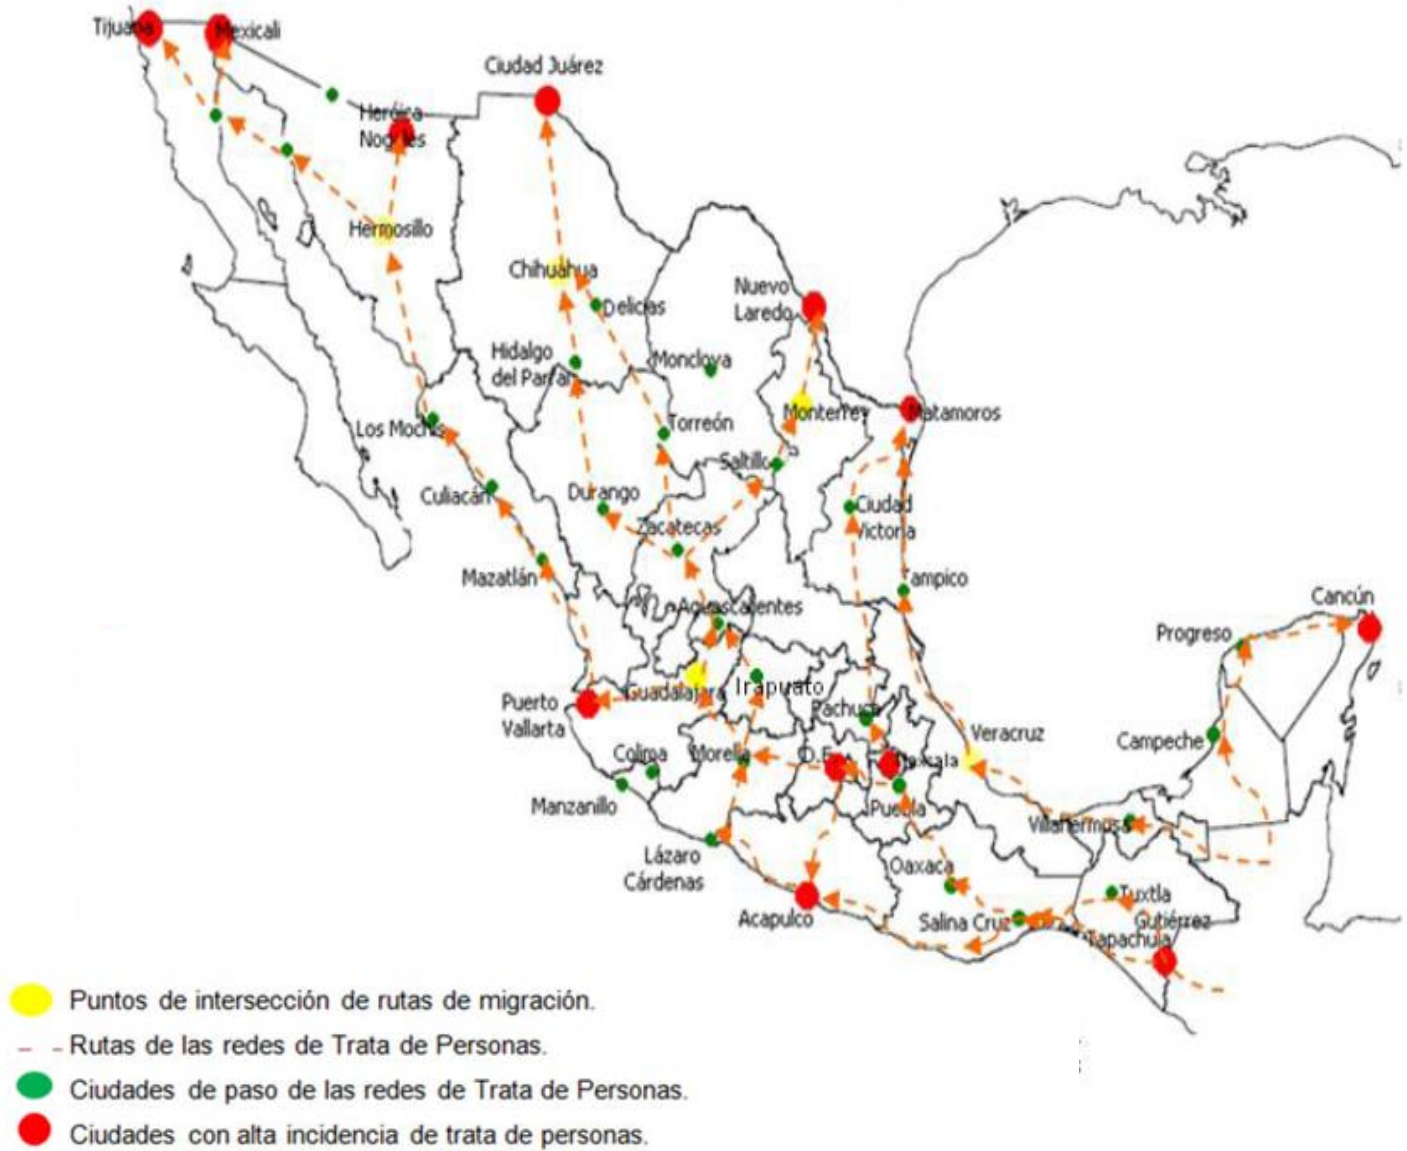 Tijuana
Mexicali
Ciudad Juárez
Heróica
Nogales
Hermosillo
Chihuahua
Delicias
Nuevo
Laredo
Hidalgo
del Parral
Monclova
Monterrey
Matamoros
Los Mochis
Torreón
Saltillo
Culiacán
Durango
Ciudad
Victoria
Zacatecas
Mazatlán
Tampico
Aguascalientes
Cancún
Progreso
Puerto
Vallarta
Guadalajara
Irapuato
Pachuca
Veracruz
Campeche
Colima
Morelia
D.F.
Tlaxcala
Manzanillo
Puebla
Villahermosa
Lázaro
Cárdenas
Oaxaca
Acapulco
Salina Cruz
Tuxtla
Gutiérrez
Tapachula
Puntos de intersección de rutas de migración.
Rutas de las redes de Trata de Personas.
Ciudades de paso de las redes de Trata de Personas.
Ciudades con alta incidencia de trata de personas.